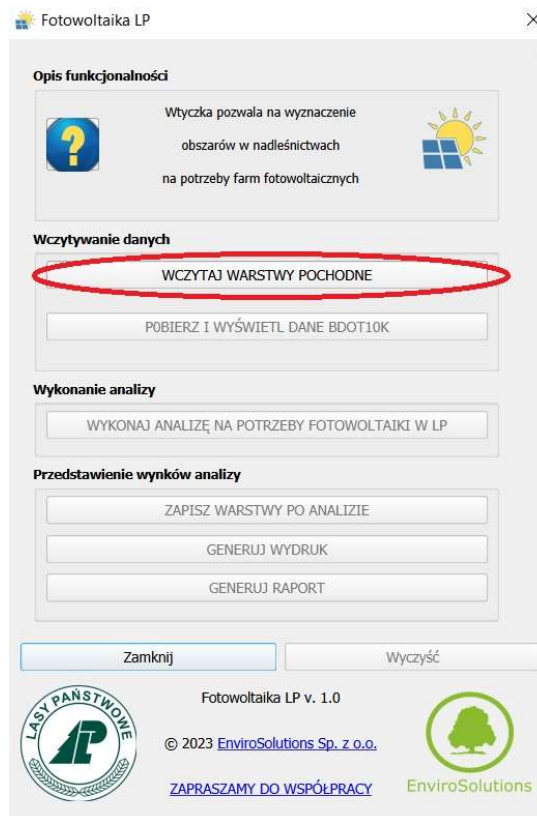 Fotowoltaika LP
Opis funkcjonalności
Wtyczka pozwala na wyznaczenie
obszarów w nadleśnictwach
na potrzeby farm fotowoltaicznych
Wczytywanie danych
WCZYTAJ WARSTWY POCHODNE
P0BIERZ I WYŚWIETL DANE BDOT10K
Wykonanie analizy
WYKONAJ ANALIZĘ NA POTRZEBY FOTOWOLTAIKI W LP
Przedstawienie wynków analizy
ZAPISZ WARSTWY PO ANALIZIE
GENERUJ WYDRUK
GENERUJ RAPORT
Zamknij
Wyczyść
LASY PAŃSTWOWE
LP
Fotowoltaika LP v. 1.0
© 2023 EnviroSolutions Sp. z o.o.
ZAPRASZAMY DO WSPÓŁPRACY
EnviroSolutions